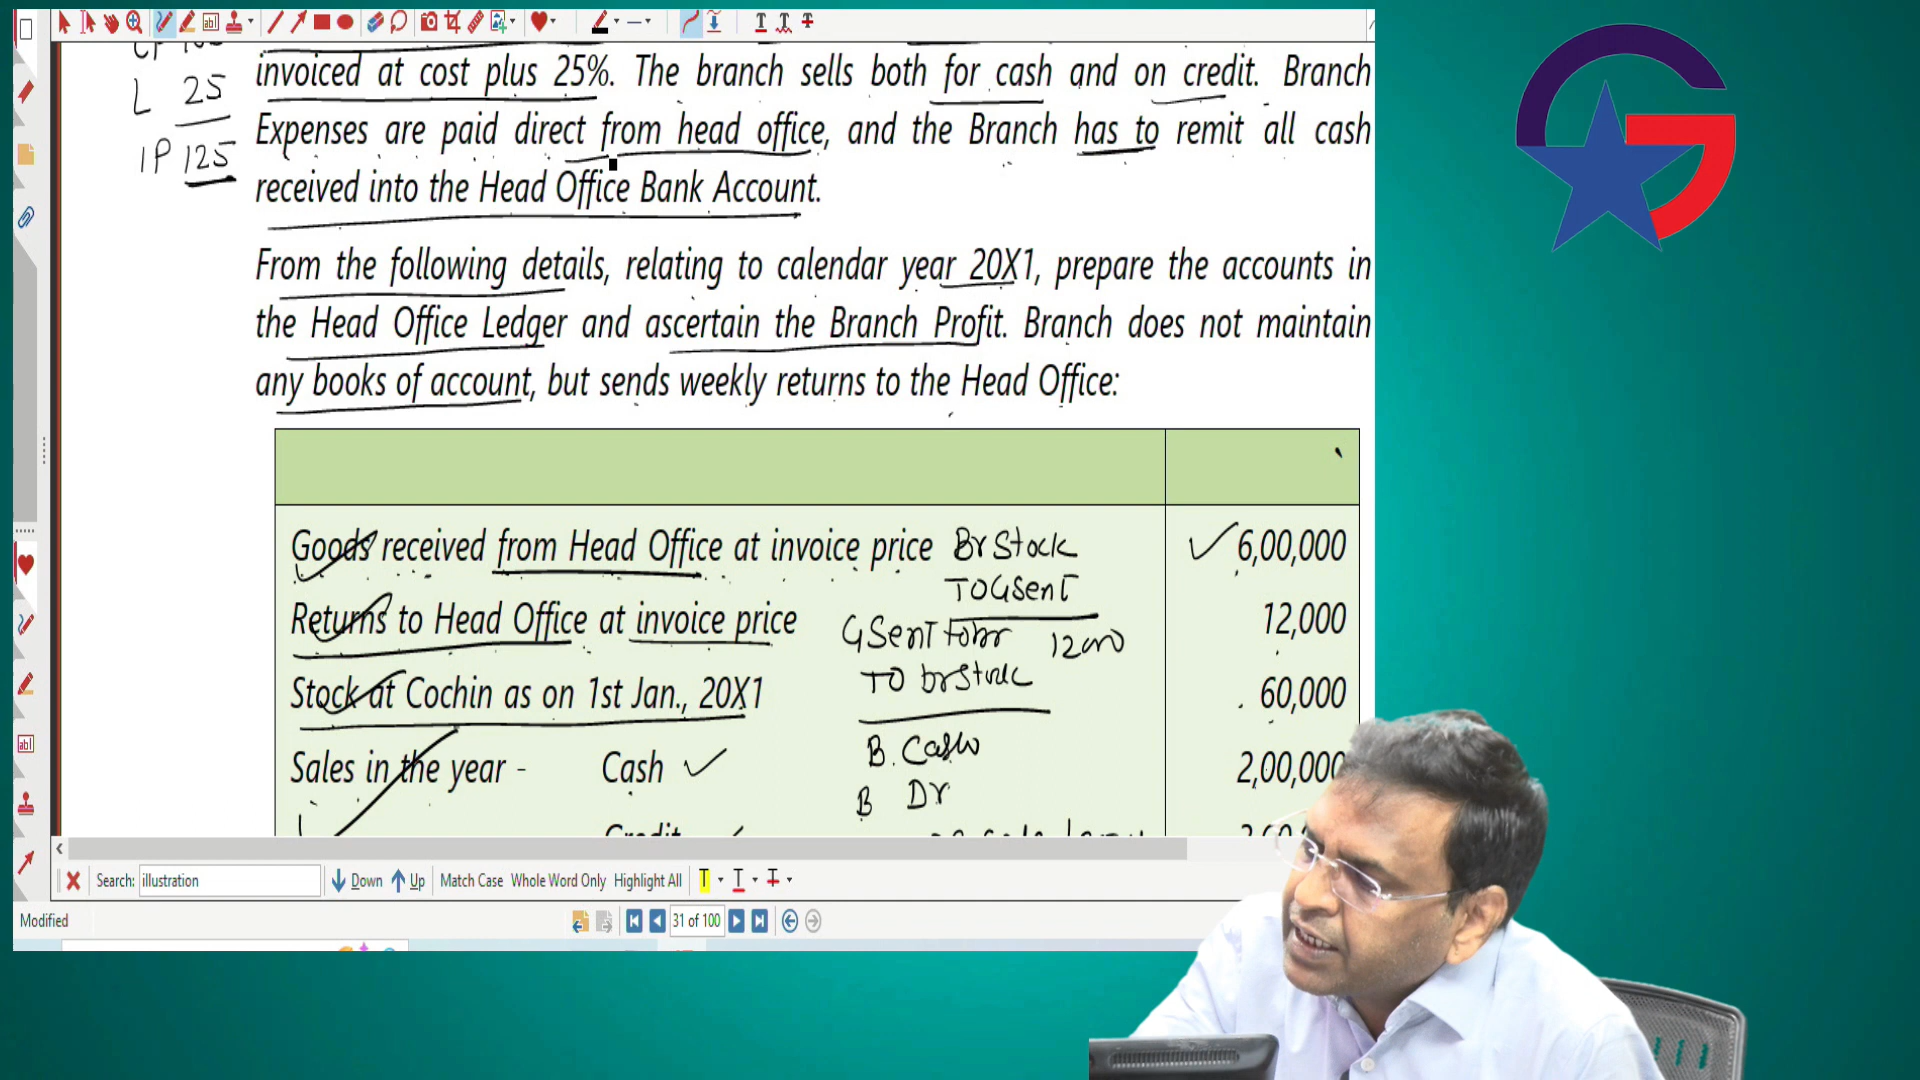 L 25
IP 125
invoiced at cost plus 25%. The branch sells both for cash and on credit. Branch
Expenses are paid direct from head office, and the Branch has to remit all cash
received into the Head Office Bank Account.
From the following details, relating to calendar year 20X1, prepare the accounts in
the Head Office Ledger and ascertain the Branch Profit. Branch does not maintain
any books of account, but sends weekly returns to the Head Office:
Goods received from Head Office at invoice price Br Stock 6,00,000
TO GSent
Returns to Head Office at invoice price 12,000
GSent to br 12000
TO br Stock
Stock at Cochin as on 1st Jan., 20X1 60,000
B. Cash
Sales in the year - Cash 2,00,000
B Dr
Credit
Search: illustration Down Up Match Case Whole Word Only Highlight All
Modified 31 of 100